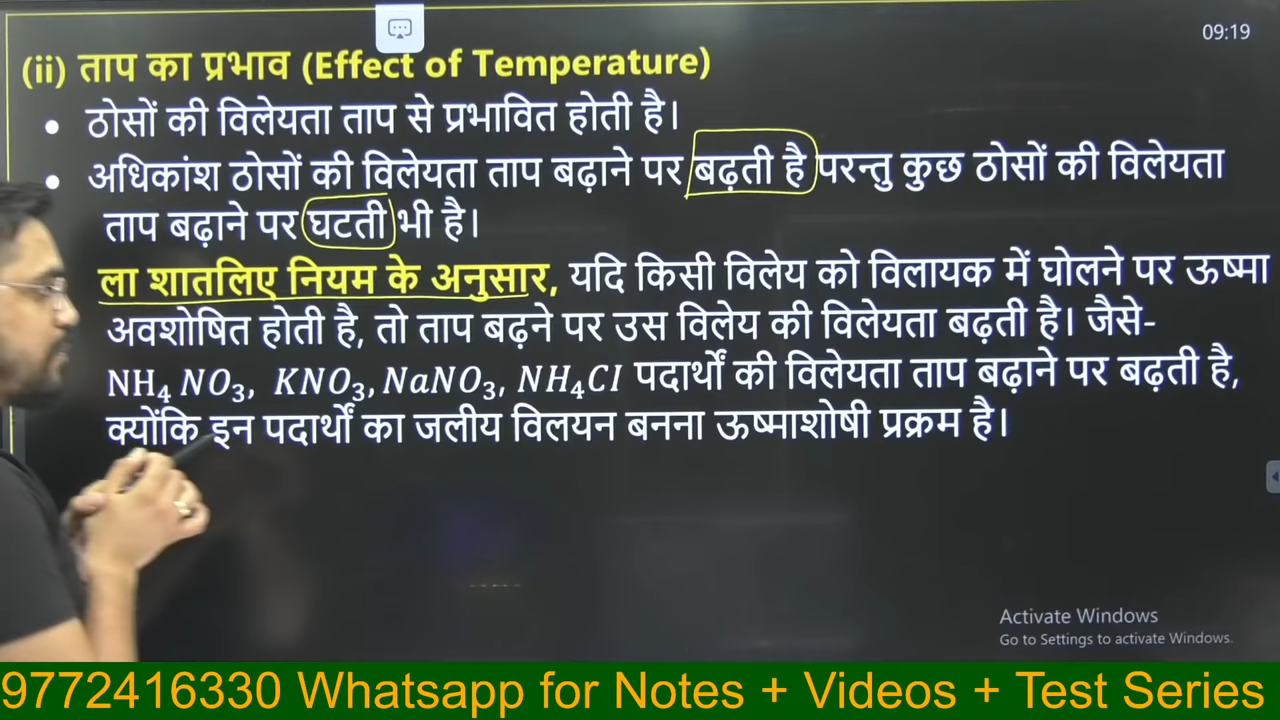 09:19
(ii) ताप का प्रभाव (Effect of Temperature)
• ठोसों की विलेयता ताप से प्रभावित होती है।
• अधिकांश ठोसों की विलेयता ताप बढ़ाने पर बढ़ती है परन्तु कुछ ठोसों की विलेयता
ताप बढ़ाने पर घटती भी है।
ला शातलिए नियम के अनुसार, यदि किसी विलेय को विलायक में घोलने पर ऊष्मा
अवशोषित होती है, तो ताप बढ़ने पर उस विलेय की विलेयता बढ़ती है। जैसे-
NH₄ NO₃, KNO₃, NaNO₃, NH₄CI पदार्थों की विलेयता ताप बढ़ाने पर बढ़ती है,
क्योंकि इन पदार्थों का जलीय विलयन बनना ऊष्माशोषी प्रक्रम है।
Activate Windows
Go to Settings to activate Windows.
9772416330 Whatsapp for Notes + Videos + Test Series